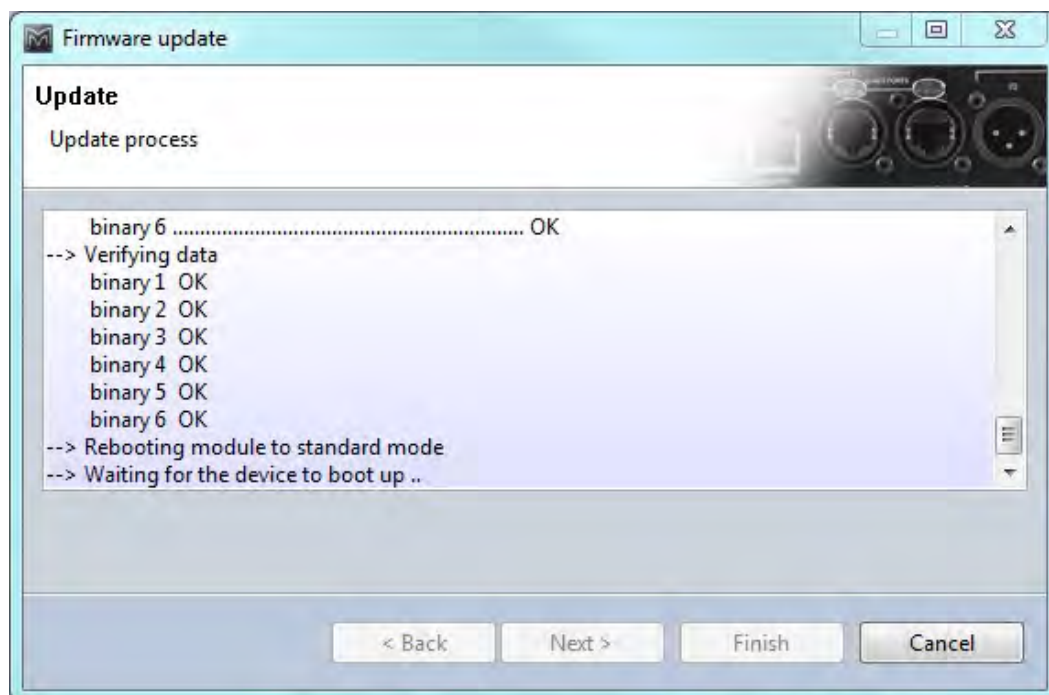 Firmware update
Update
Update process
binary 6 ................................................................ OK
--> Verifying data
binary 1 OK
binary 2 OK
binary 3 OK
binary 4 OK
binary 5 OK
binary 6 OK
--> Rebooting module to standard mode
--> Waiting for the device to boot up ..
< Back
Next >
Finish
Cancel